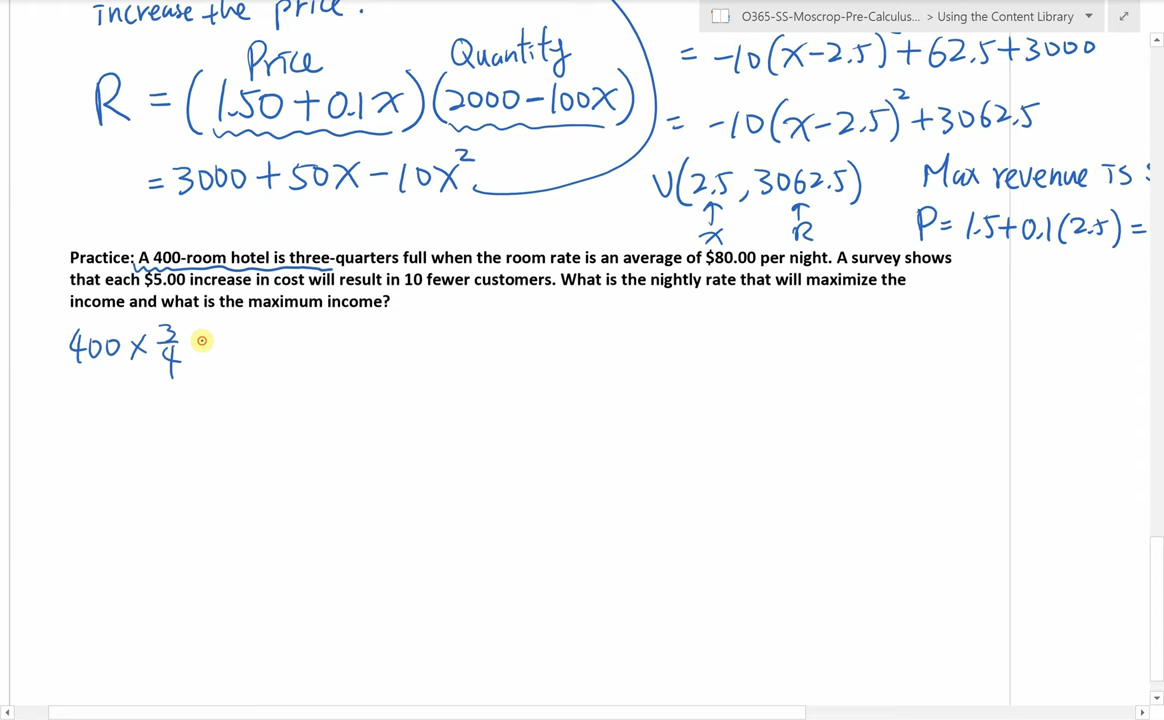 increase the price.
O365-SS-Moscrop-Pre-Calculus... > Using the Content Library
Price Quantity
R = (1.50 + 0.1x)(2000 - 100x)
= 3000 + 50x - 10x²
= -10(x-2.5)² + 62.5 + 3000
= -10(x-2.5)² + 3062.5
V(2.5, 3062.5)
x R
Max revenue is :
P = 1.5 + 0.1(2.5) =
Practice: A 400-room hotel is three-quarters full when the room rate is an average of $80.00 per night. A survey shows
that each $5.00 increase in cost will result in 10 fewer customers. What is the nightly rate that will maximize the
income and what is the maximum income?
400 × 3/4